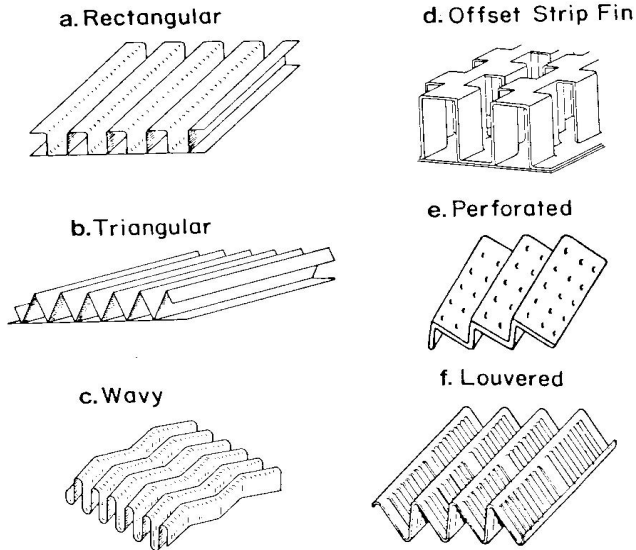 a. Rectangular
b. Triangular
c. Wavy
d. Offset Strip Fin
e. Perforated
f. Louvered